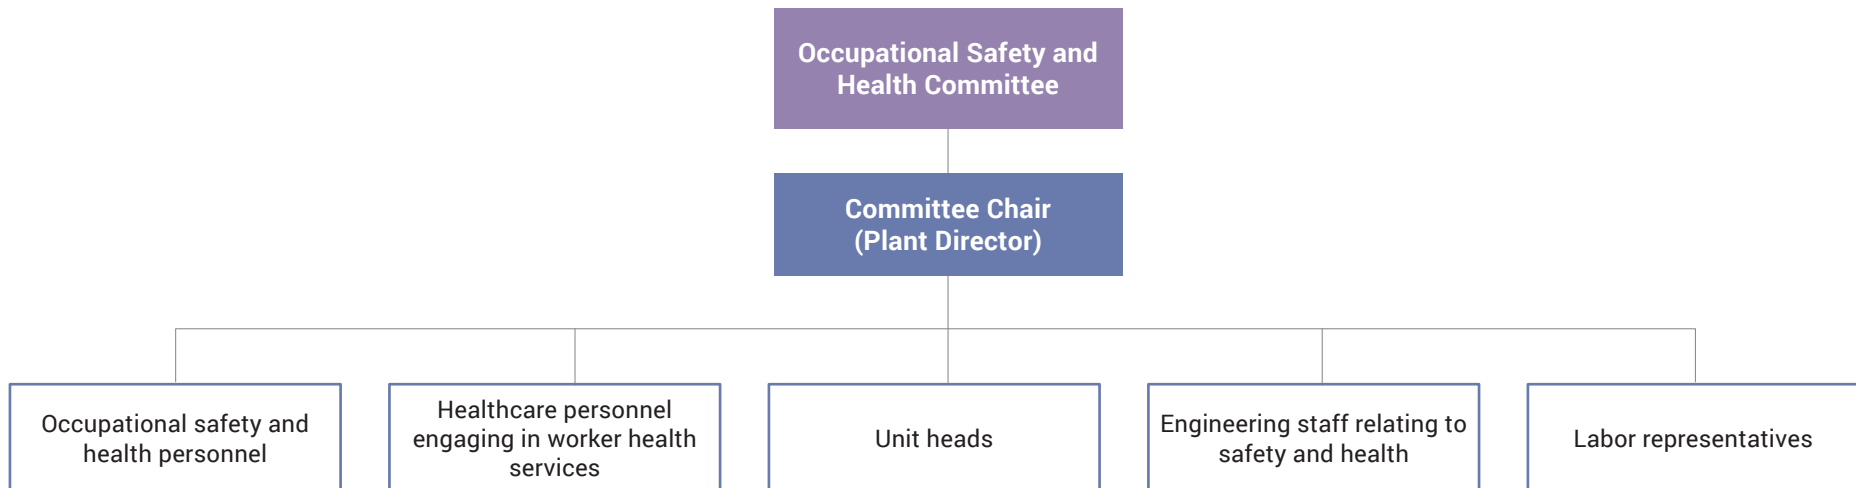 Occupational Safety and
Health Committee
Committee Chair
(Plant Director)
Occupational safety and
health personnel
Healthcare personnel
engaging in worker health
services
Unit heads
Engineering staff relating to
safety and health
Labor representatives